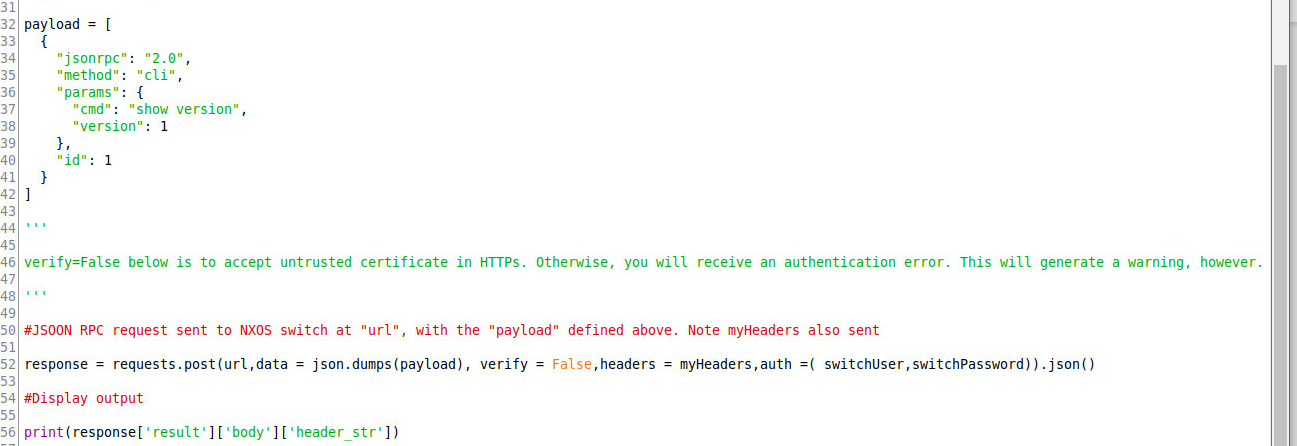 31
32 payload = [
33   {
34     "jsonrpc": "2.0",
35     "method": "cli",
36     "params": {
37       "cmd": "show version",
38       "version": 1
39     },
40     "id": 1
41   }
42 ]
43
44 '''
45
46 verify=False below is to accept untrusted certificate in HTTPs. Otherwise, you will receive an authentication error. This will generate a warning, however.
47
48 '''
49
50 #JSOON RPC request sent to NXOS switch at "url", with the "payload" defined above. Note myHeaders also sent
51
52 response = requests.post(url,data = json.dumps(payload), verify = False,headers = myHeaders,auth =( switchUser,switchPassword)).json()
53
54 #Display output
55
56 print(response['result']['body']['header_str'])